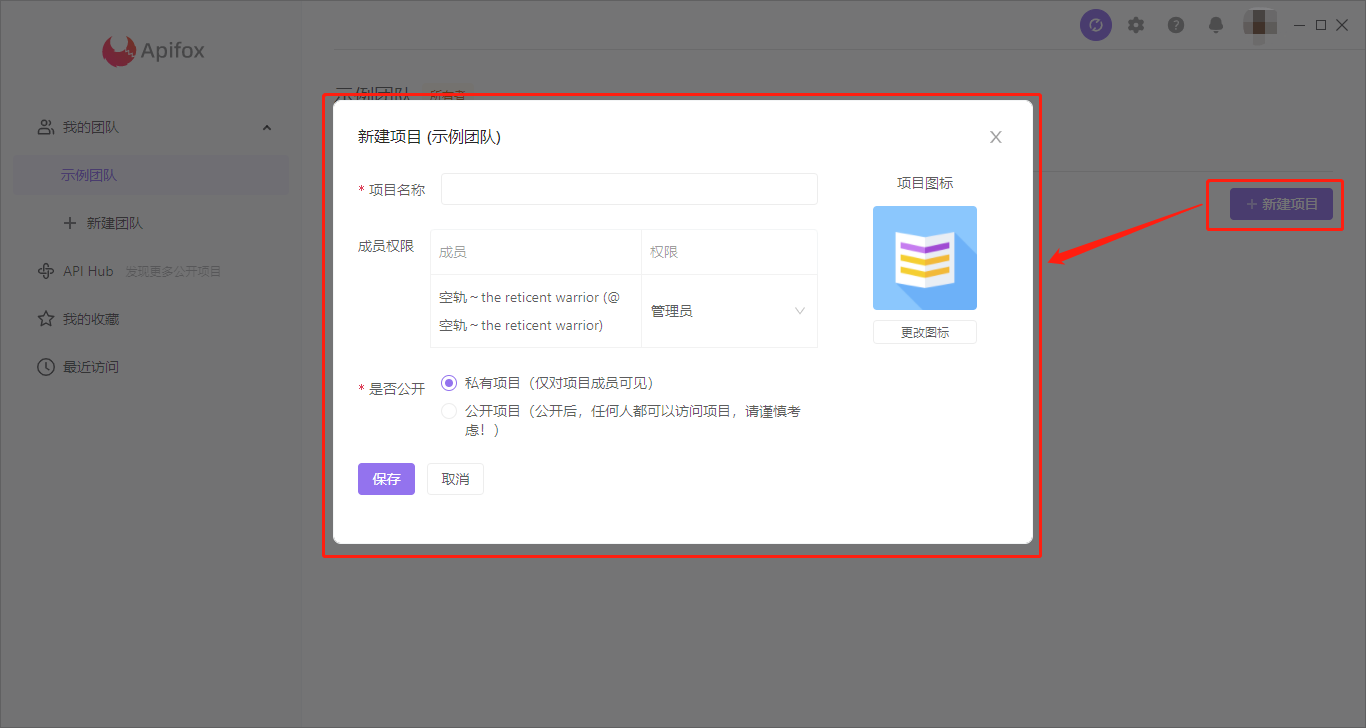 Apifox
我的团队
示例团队
新建团队
API Hub 发现更多公开项目
我的收藏
最近访问
示例团队 所有者
新建项目
新建项目 (示例团队)
* 项目名称
成员权限
成员 权限
空轨～the reticent warrior (@
空轨～the reticent warrior)
管理员
* 是否公开
私有项目（仅对项目成员可见）
公开项目（公开后，任何人都可以访问项目，请谨慎考
虑！）
保存 取消
项目图标
更改图标